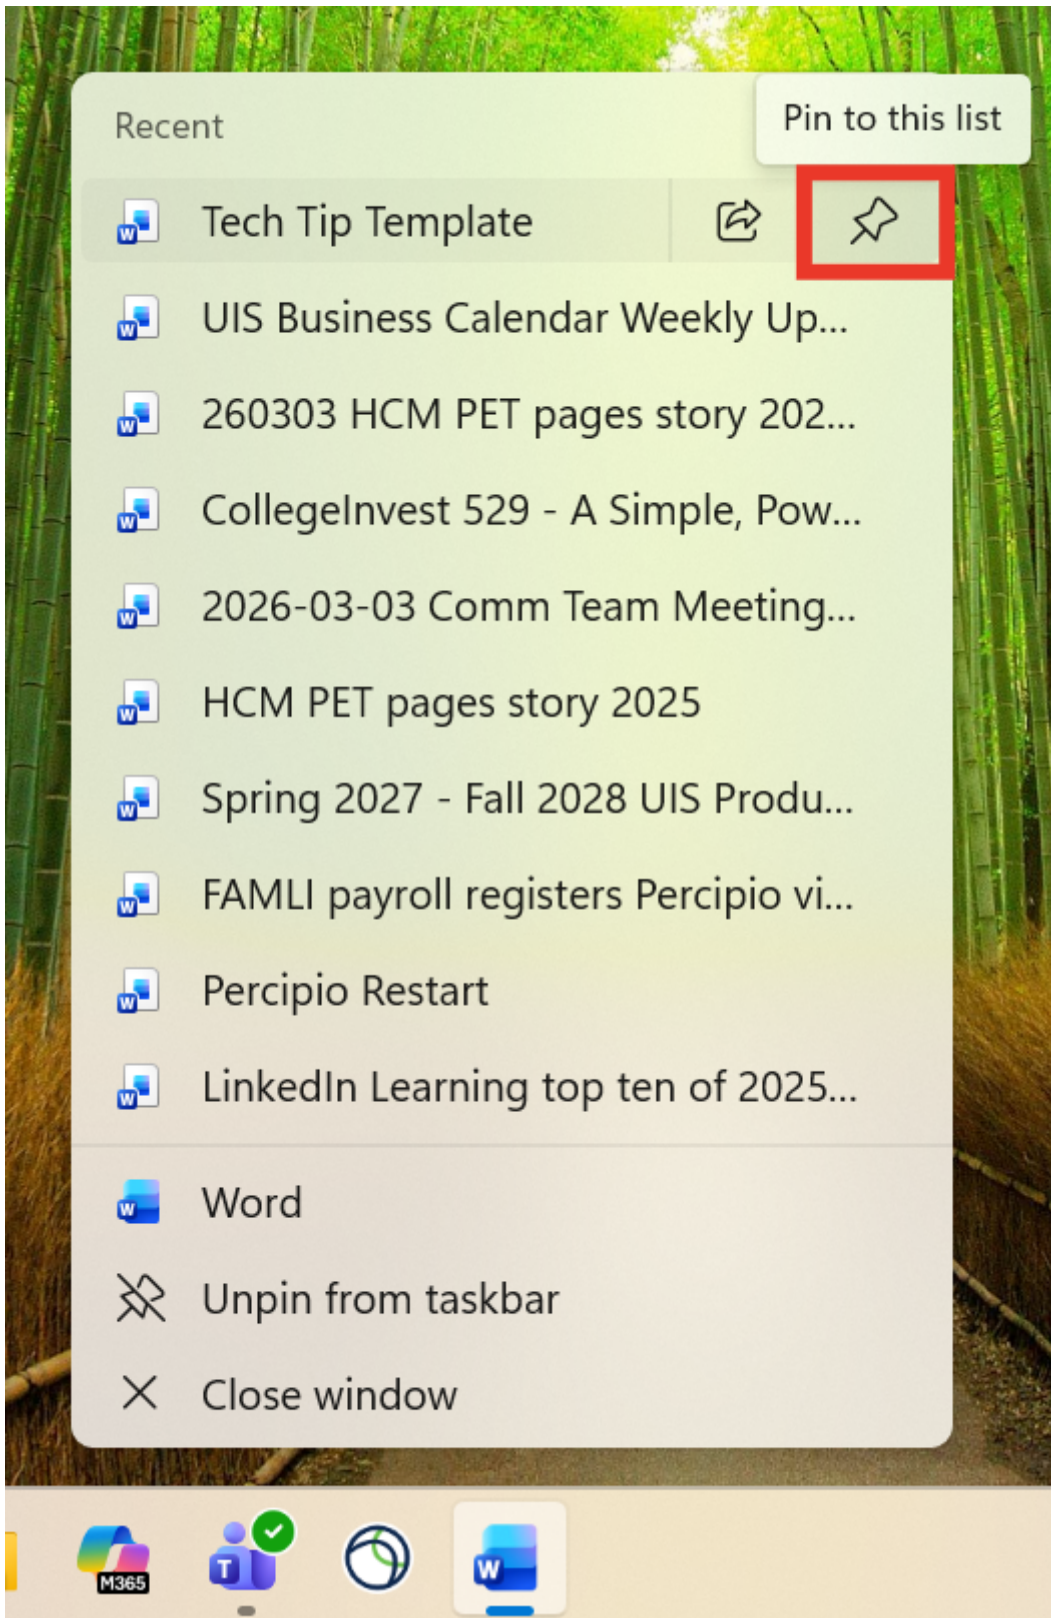 Recent
Pin to this list
Tech Tip Template
UIS Business Calendar Weekly Up...
260303 HCM PET pages story 202...
CollegeInvest 529 - A Simple, Pow...
2026-03-03 Comm Team Meeting...
HCM PET pages story 2025
Spring 2027 - Fall 2028 UIS Produ...
FAMLI payroll registers Percipio vi...
Percipio Restart
LinkedIn Learning top ten of 2025...
Word
Unpin from taskbar
Close window
M365